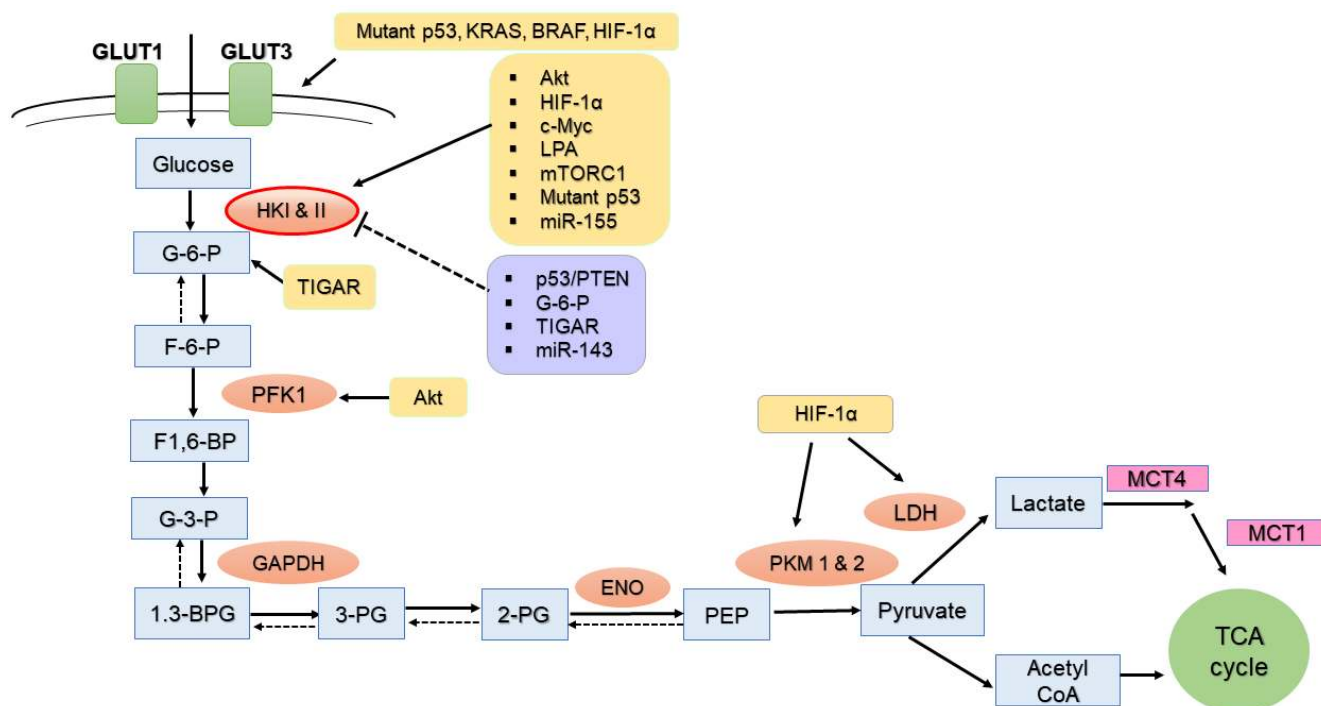 Mutant p53, KRAS, BRAF, HIF-1α
GLUT1
GLUT3
Akt
HIF-1α
c-Myc
LPA
mTORC1
Mutant p53
miR-155
Glucose
HKI & II
G-6-P
TIGAR
p53/PTEN
G-6-P
TIGAR
miR-143
F-6-P
PFK1
Akt
F1,6-BP
HIF-1α
G-3-P
GAPDH
LDH
Lactate
MCT4
MCT1
1.3-BPG
3-PG
2-PG
ENO
PEP
PKM 1 & 2
Pyruvate
Acetyl
CoA
TCA
cycle